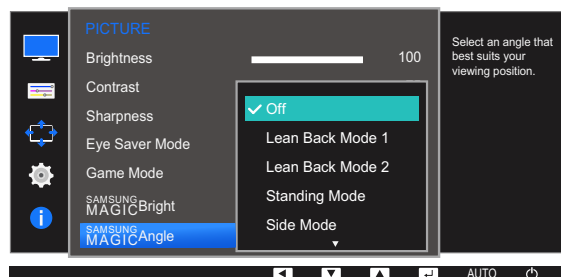 PICTURE
Brightness
100
Contrast
Sharpness
Eye Saver Mode
Game Mode
SAMSUNG
MAGICBright
SAMSUNG
MAGICAngle
Off
Lean Back Mode 1
Lean Back Mode 2
Standing Mode
Side Mode
Select an angle that
best suits your
viewing position.
AUTO